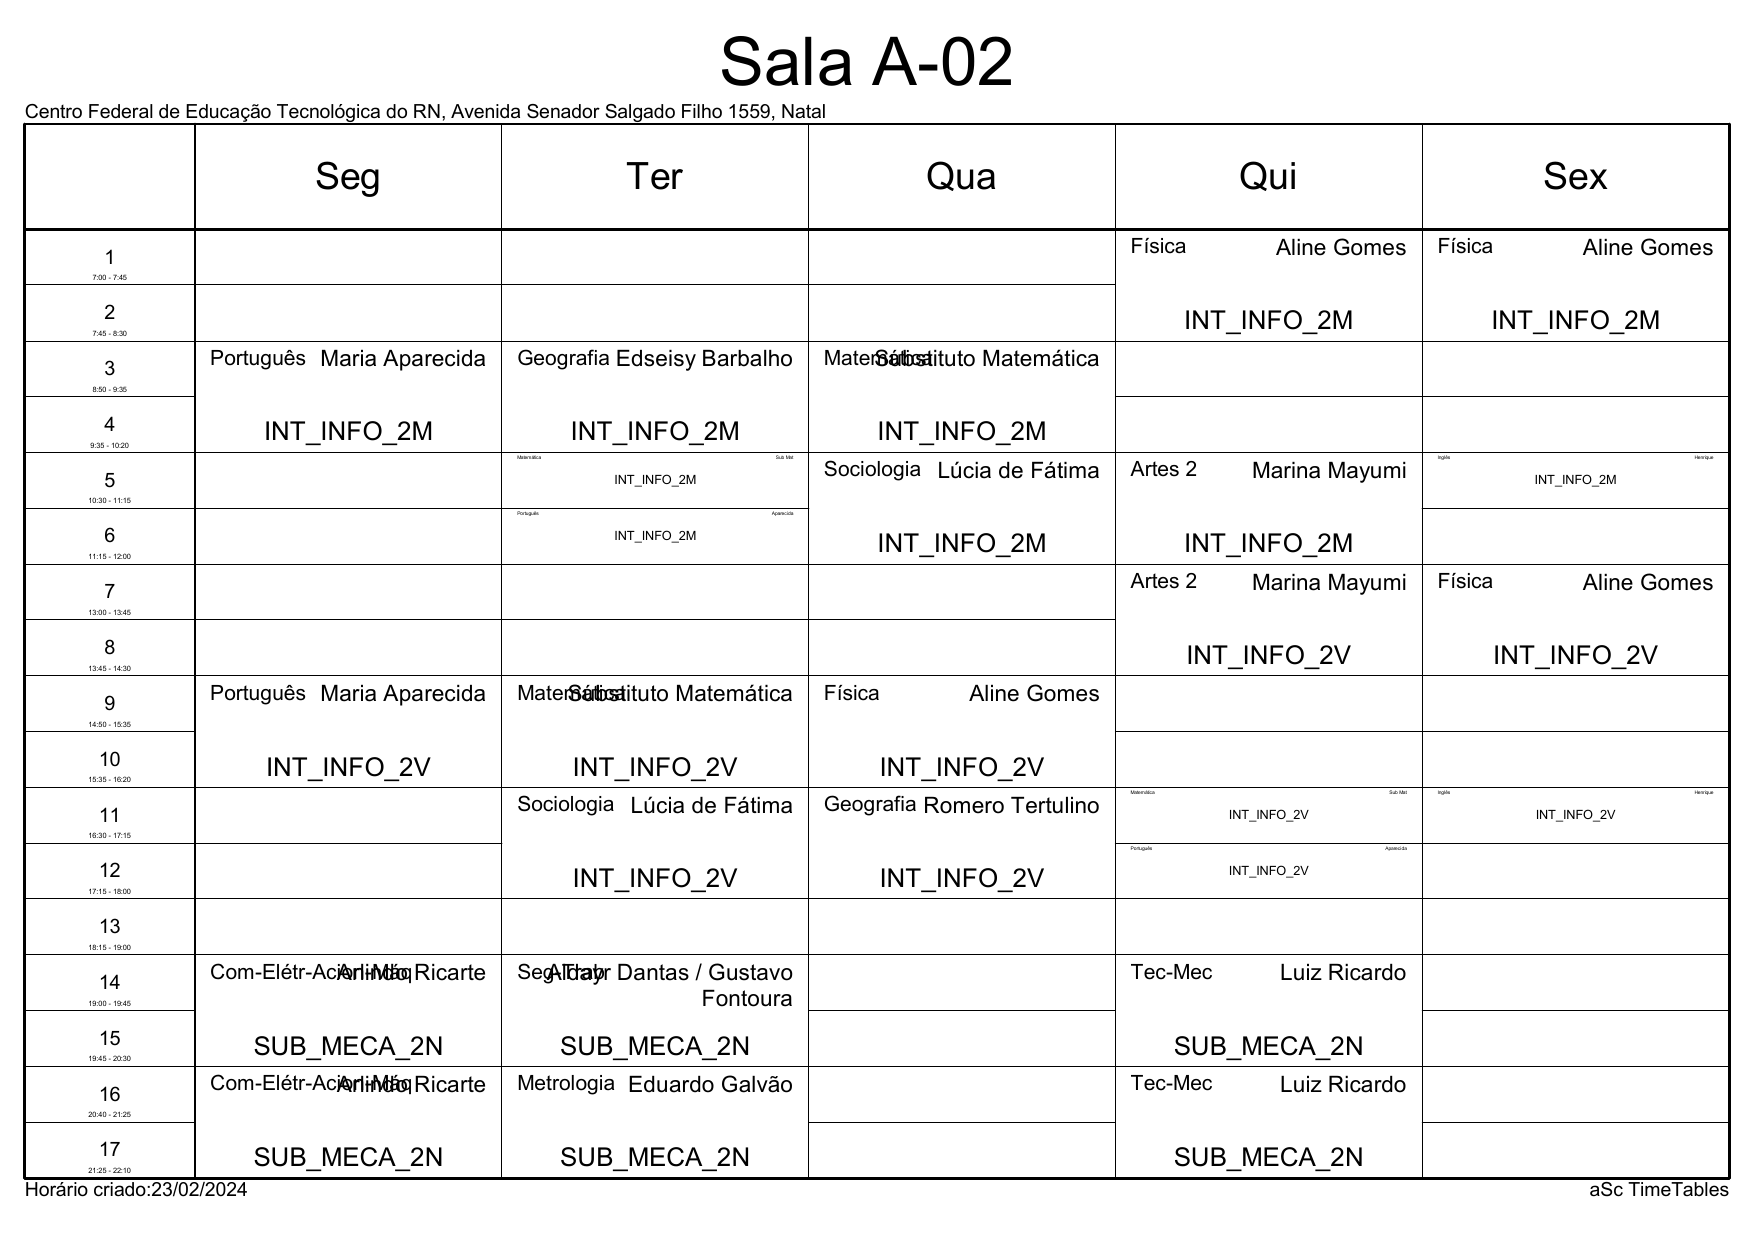 Sala A-02
Centro Federal de Educação Tecnológica do RN, Avenida Senador Salgado Filho 1559, Natal
Seg Ter Qua Qui Sex
1 Física Aline Gomes Física Aline Gomes
7:00 - 7:45
2 INT_INFO_2M INT_INFO_2M
7:45 - 8:30
3 Português Maria Aparecida Geografia Edseisy Barbalho Matemática Substituto Matemática
8:50 - 9:35
4 INT_INFO_2M INT_INFO_2M INT_INFO_2M
9:35 - 10:20
Matemática Sub Mat Sociologia Lúcia de Fátima Artes 2 Marina Mayumi Inglês Henrique
5 INT_INFO_2M INT_INFO_2M
10:30 - 11:15
Português Aparecida
6 INT_INFO_2M INT_INFO_2M INT_INFO_2M
11:15 - 12:00
7 Artes 2 Marina Mayumi Física Aline Gomes
13:00 - 13:45
8 INT_INFO_2V INT_INFO_2V
13:45 - 14:30
9 Português Maria Aparecida Matemática Substituto Matemática Física Aline Gomes
14:50 - 15:35
10 INT_INFO_2V INT_INFO_2V INT_INFO_2V
15:35 - 16:20
Sociologia Lúcia de Fátima Geografia Romero Tertulino Matemática Sub Mat Inglês Henrique
11 INT_INFO_2V INT_INFO_2V
16:30 - 17:15
Português Aparecida
12 INT_INFO_2V INT_INFO_2V INT_INFO_2V
17:15 - 18:00
13
18:15 - 19:00
14 Com-Elétr-Acion-Máq Arlindo Ricarte Seg-Trab Aldayr Dantas / Gustavo Tec-Mec Luiz Ricardo
19:00 - 19:45 Fontoura
15 SUB_MECA_2N SUB_MECA_2N SUB_MECA_2N
19:45 - 20:30
16 Com-Elétr-Acion-Máq Arlindo Ricarte Metrologia Eduardo Galvão Tec-Mec Luiz Ricardo
20:40 - 21:25
17 SUB_MECA_2N SUB_MECA_2N SUB_MECA_2N
21:25 - 22:10
Horário criado:23/02/2024 aSc TimeTables